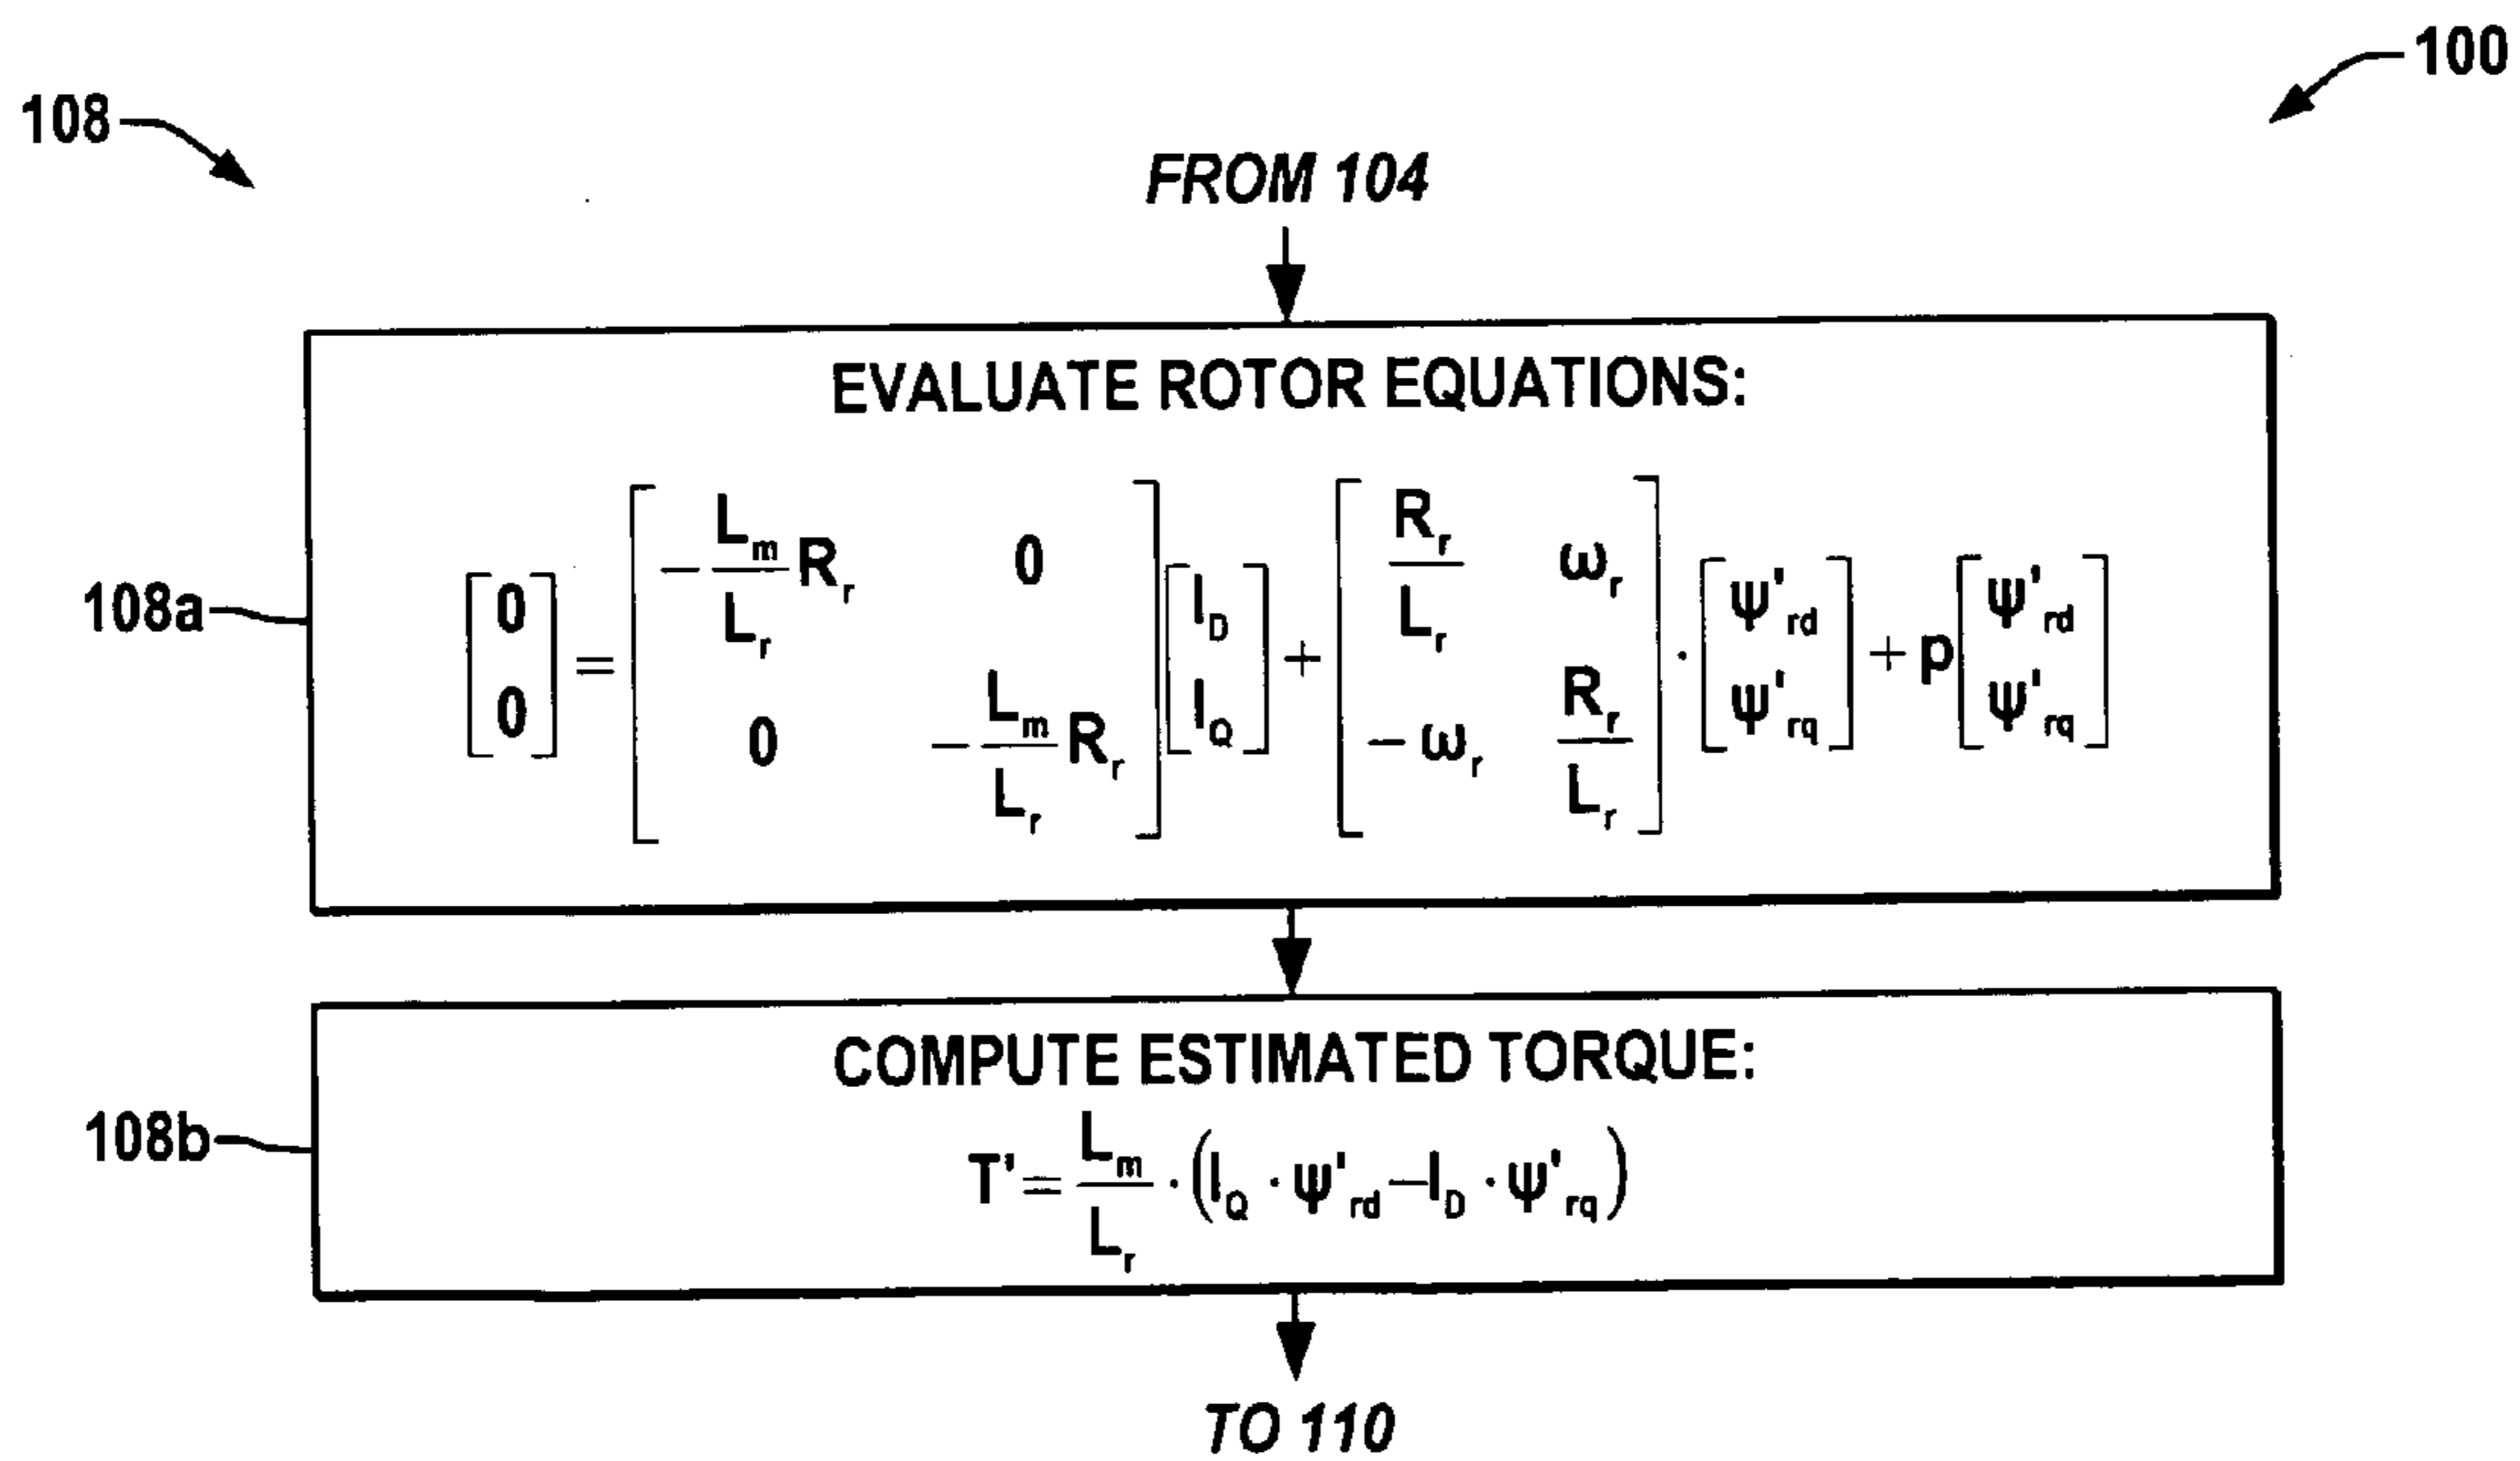 100
108
FROM 104
EVALUATE ROTOR EQUATIONS:
108a
[0 0] = [−L_m/L_r R_r 0 0 −L_m/L_r R_r] [I_D I_Q] + [R_r/L_r ω_r −ω_r R_r/L_r] · [ψ'_rd ψ'_rq] + p [ψ'_rd ψ'_rq]
COMPUTE ESTIMATED TORQUE:
108b
T' = L_m/L_r · (I_Q · ψ'_rd − I_D · ψ'_rq)
TO 110